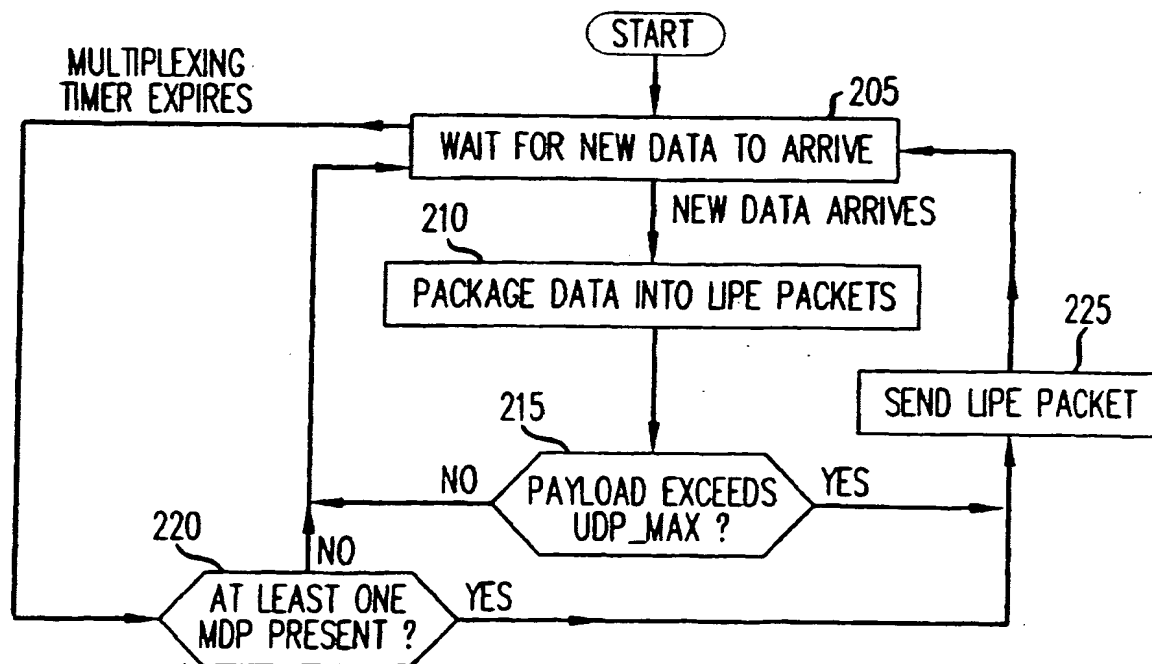 START
MULTIPLEXING
TIMER EXPIRES
205
WAIT FOR NEW DATA TO ARRIVE
NEW DATA ARRIVES
210
PACKAGE DATA INTO LIPE PACKETS
225
SEND LIPE PACKET
215
NO
PAYLOAD EXCEEDS
UDP_MAX ?
YES
220
NO
AT LEAST ONE
MDP PRESENT ?
YES